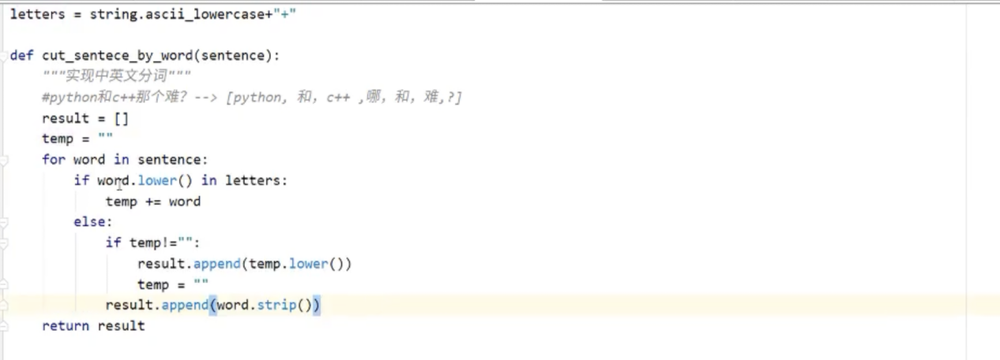 letters = string.ascii_lowercase+"+"
def cut_sentece_by_word(sentence):
"""实现中英文分词"""
#python和c++那个难？--> [python, 和，c++ ,哪，和，难,?]
result = []
temp = ""
for word in sentence:
if word.lower() in letters:
temp += word
else:
if temp!="":
result.append(temp.lower())
temp = ""
result.append(word.strip())
return result